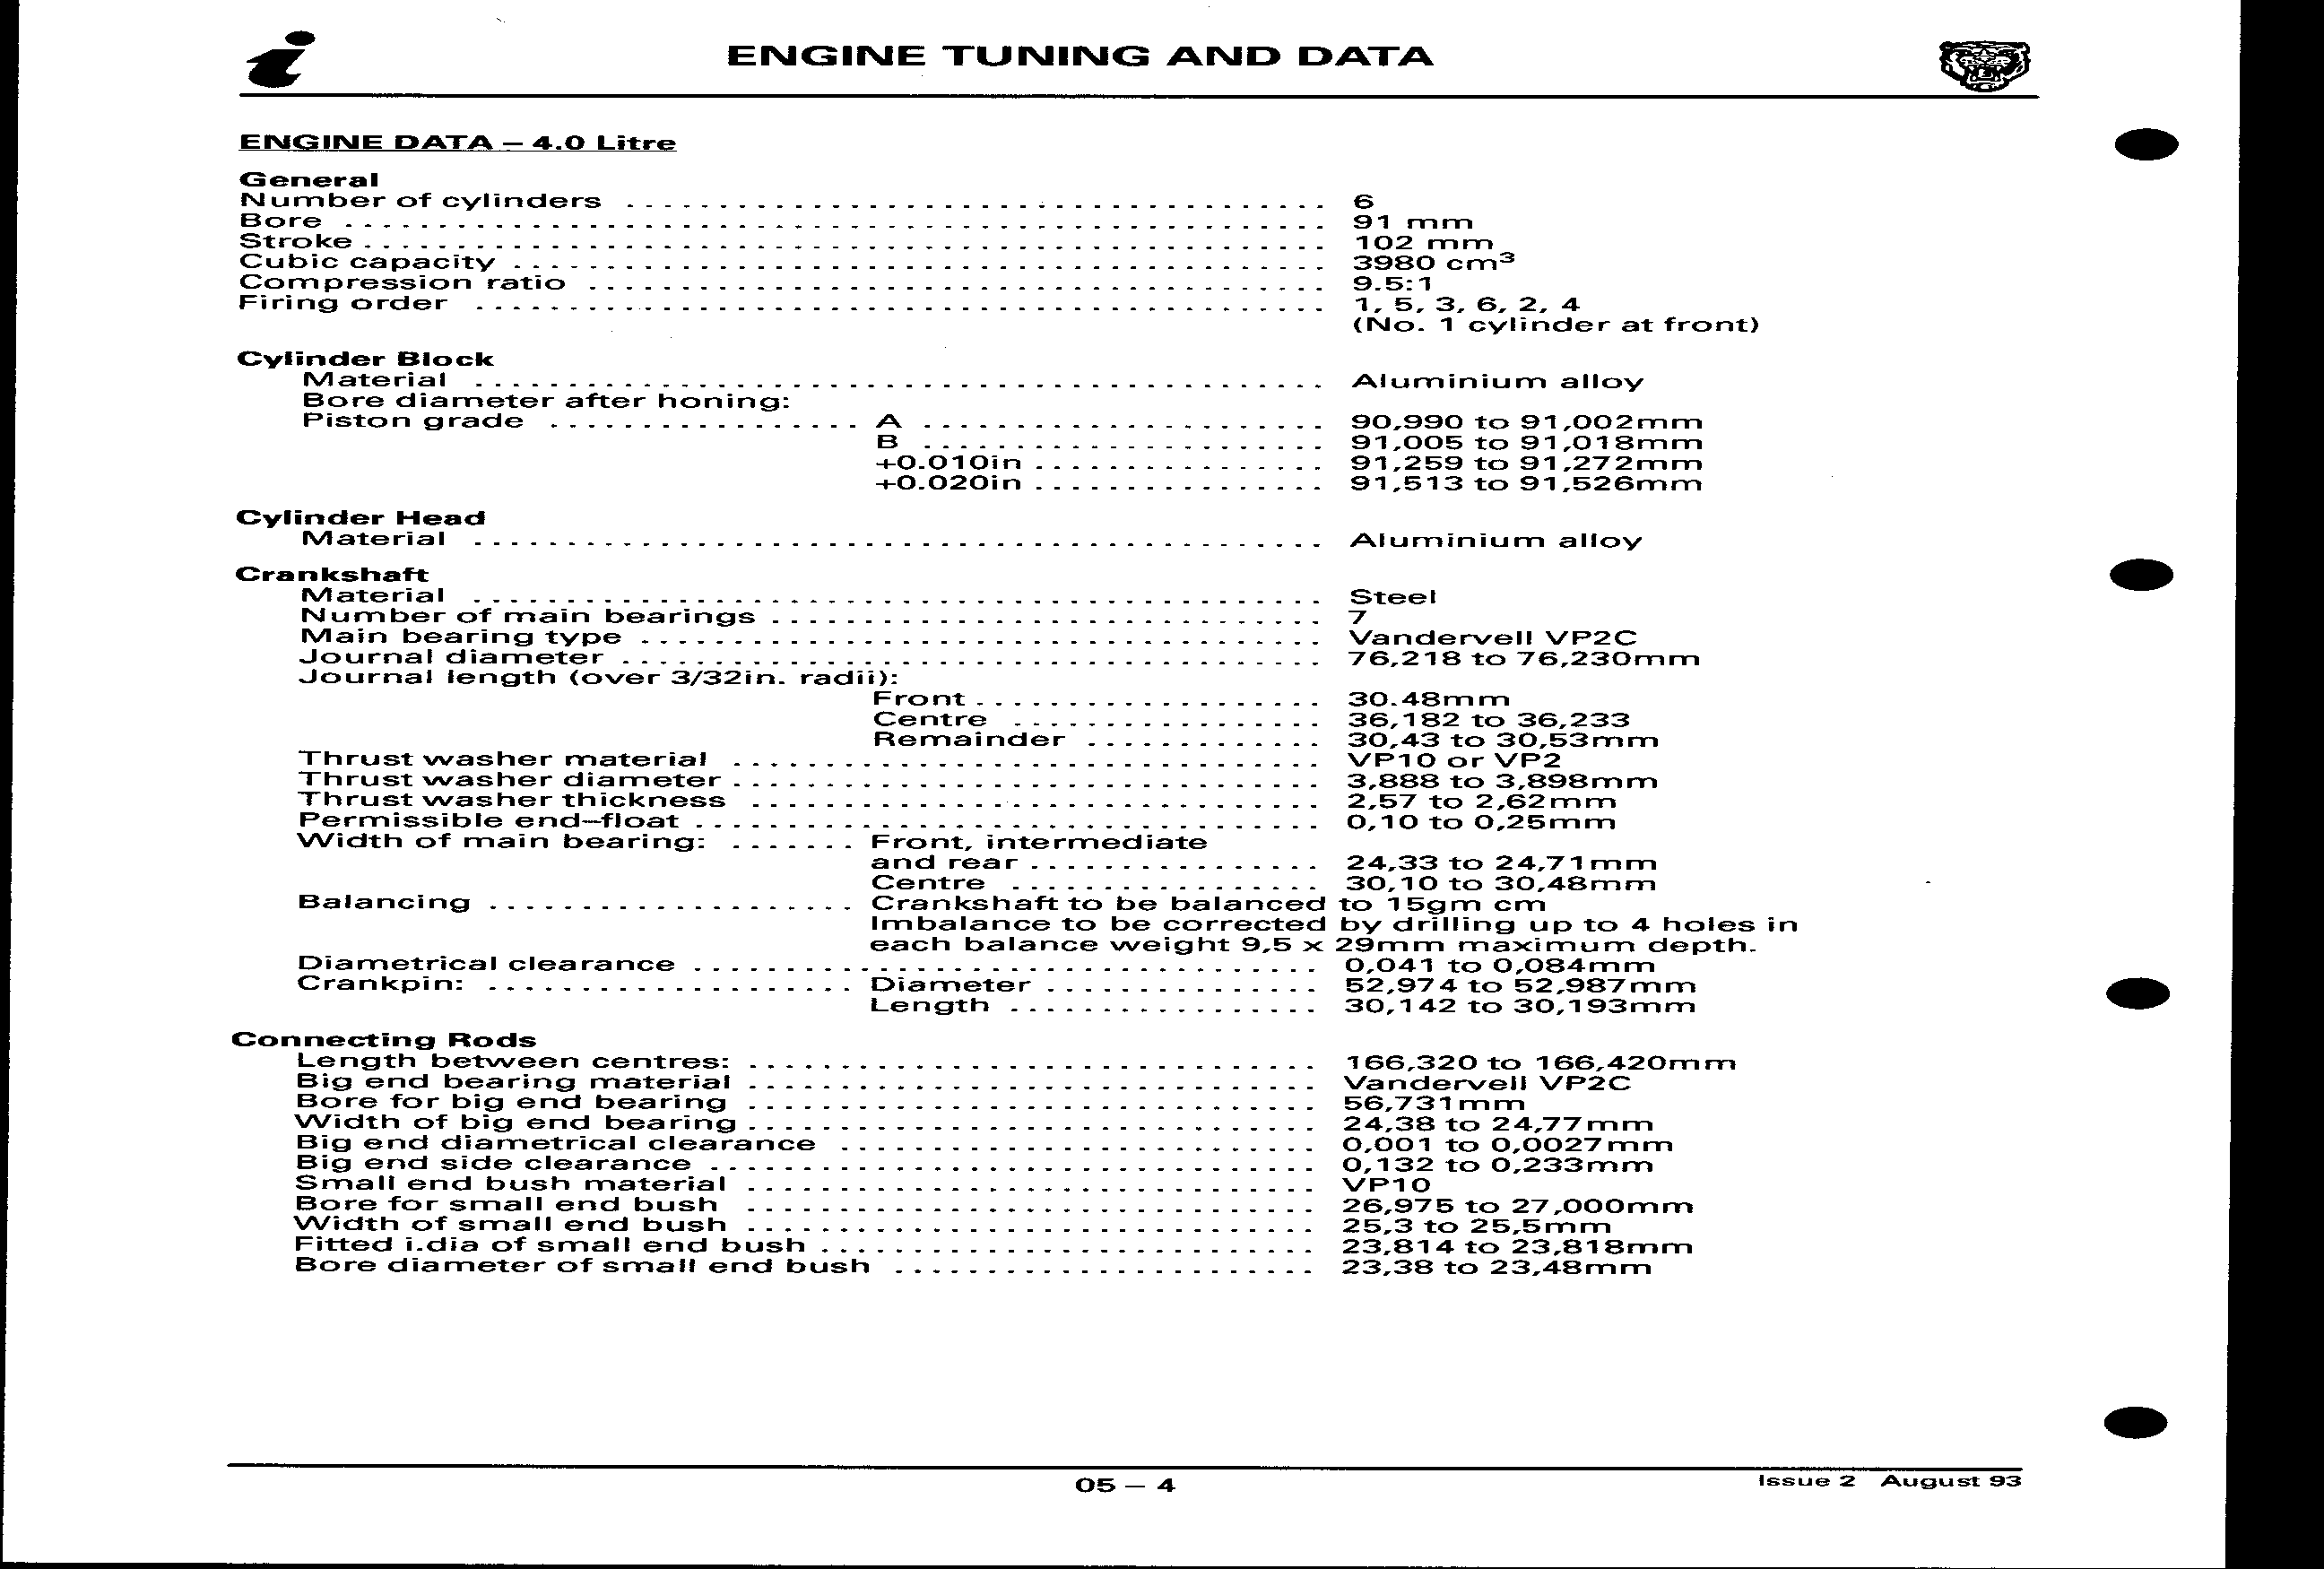 ENGINE TUNING AND DATA
ENGINE DATA – 4.0 Litre
General
Number of cylinders 6
Bore 91 mm
Stroke 102 mm
Cubic capacity 3980 cm³
Compression ratio 9.5:1
Firing order 1, 5, 3, 6, 2, 4
(No. 1 cylinder at front)
Cylinder Block
Material Aluminium alloy
Bore diameter after honing:
Piston grade A 90,990 to 91,002mm
B 91,005 to 91,018mm
+0.010in 91,259 to 91,272mm
+0.020in 91,513 to 91,526mm
Cylinder Head
Material Aluminium alloy
Crankshaft
Material Steel
Number of main bearings 7
Main bearing type Vandervell VP2C
Journal diameter 76,218 to 76,230mm
Journal length (over 3/32in. radii):
Front 30.48mm
Centre 36,182 to 36,233
Remainder 30,43 to 30,53mm
Thrust washer material VP10 or VP2
Thrust washer diameter 3,888 to 3,898mm
Thrust washer thickness 2,57 to 2,62mm
Permissible end–float 0,10 to 0,25mm
Width of main bearing: Front, intermediate
and rear 24,33 to 24,71mm
Centre 30,10 to 30,48mm
Balancing Crankshaft to be balanced to 15gm cm
Imbalance to be corrected by drilling up to 4 holes in
each balance weight 9,5 x 29mm maximum depth.
Diametrical clearance 0,041 to 0,084mm
Crankpin: Diameter 52,974 to 52,987mm
Length 30,142 to 30,193mm
Connecting Rods
Length between centres: 166,320 to 166,420mm
Big end bearing material Vandervell VP2C
Bore for big end bearing 56,731mm
Width of big end bearing 24,38 to 24,77mm
Big end diametrical clearance 0,001 to 0,0027mm
Big end side clearance 0,132 to 0,233mm
Small end bush material VP10
Bore for small end bush 26,975 to 27,000mm
Width of small end bush 25,3 to 25,5mm
Fitted i.dia of small end bush 23,814 to 23,818mm
Bore diameter of small end bush 23,38 to 23,48mm
05 – 4
Issue 2 August 93